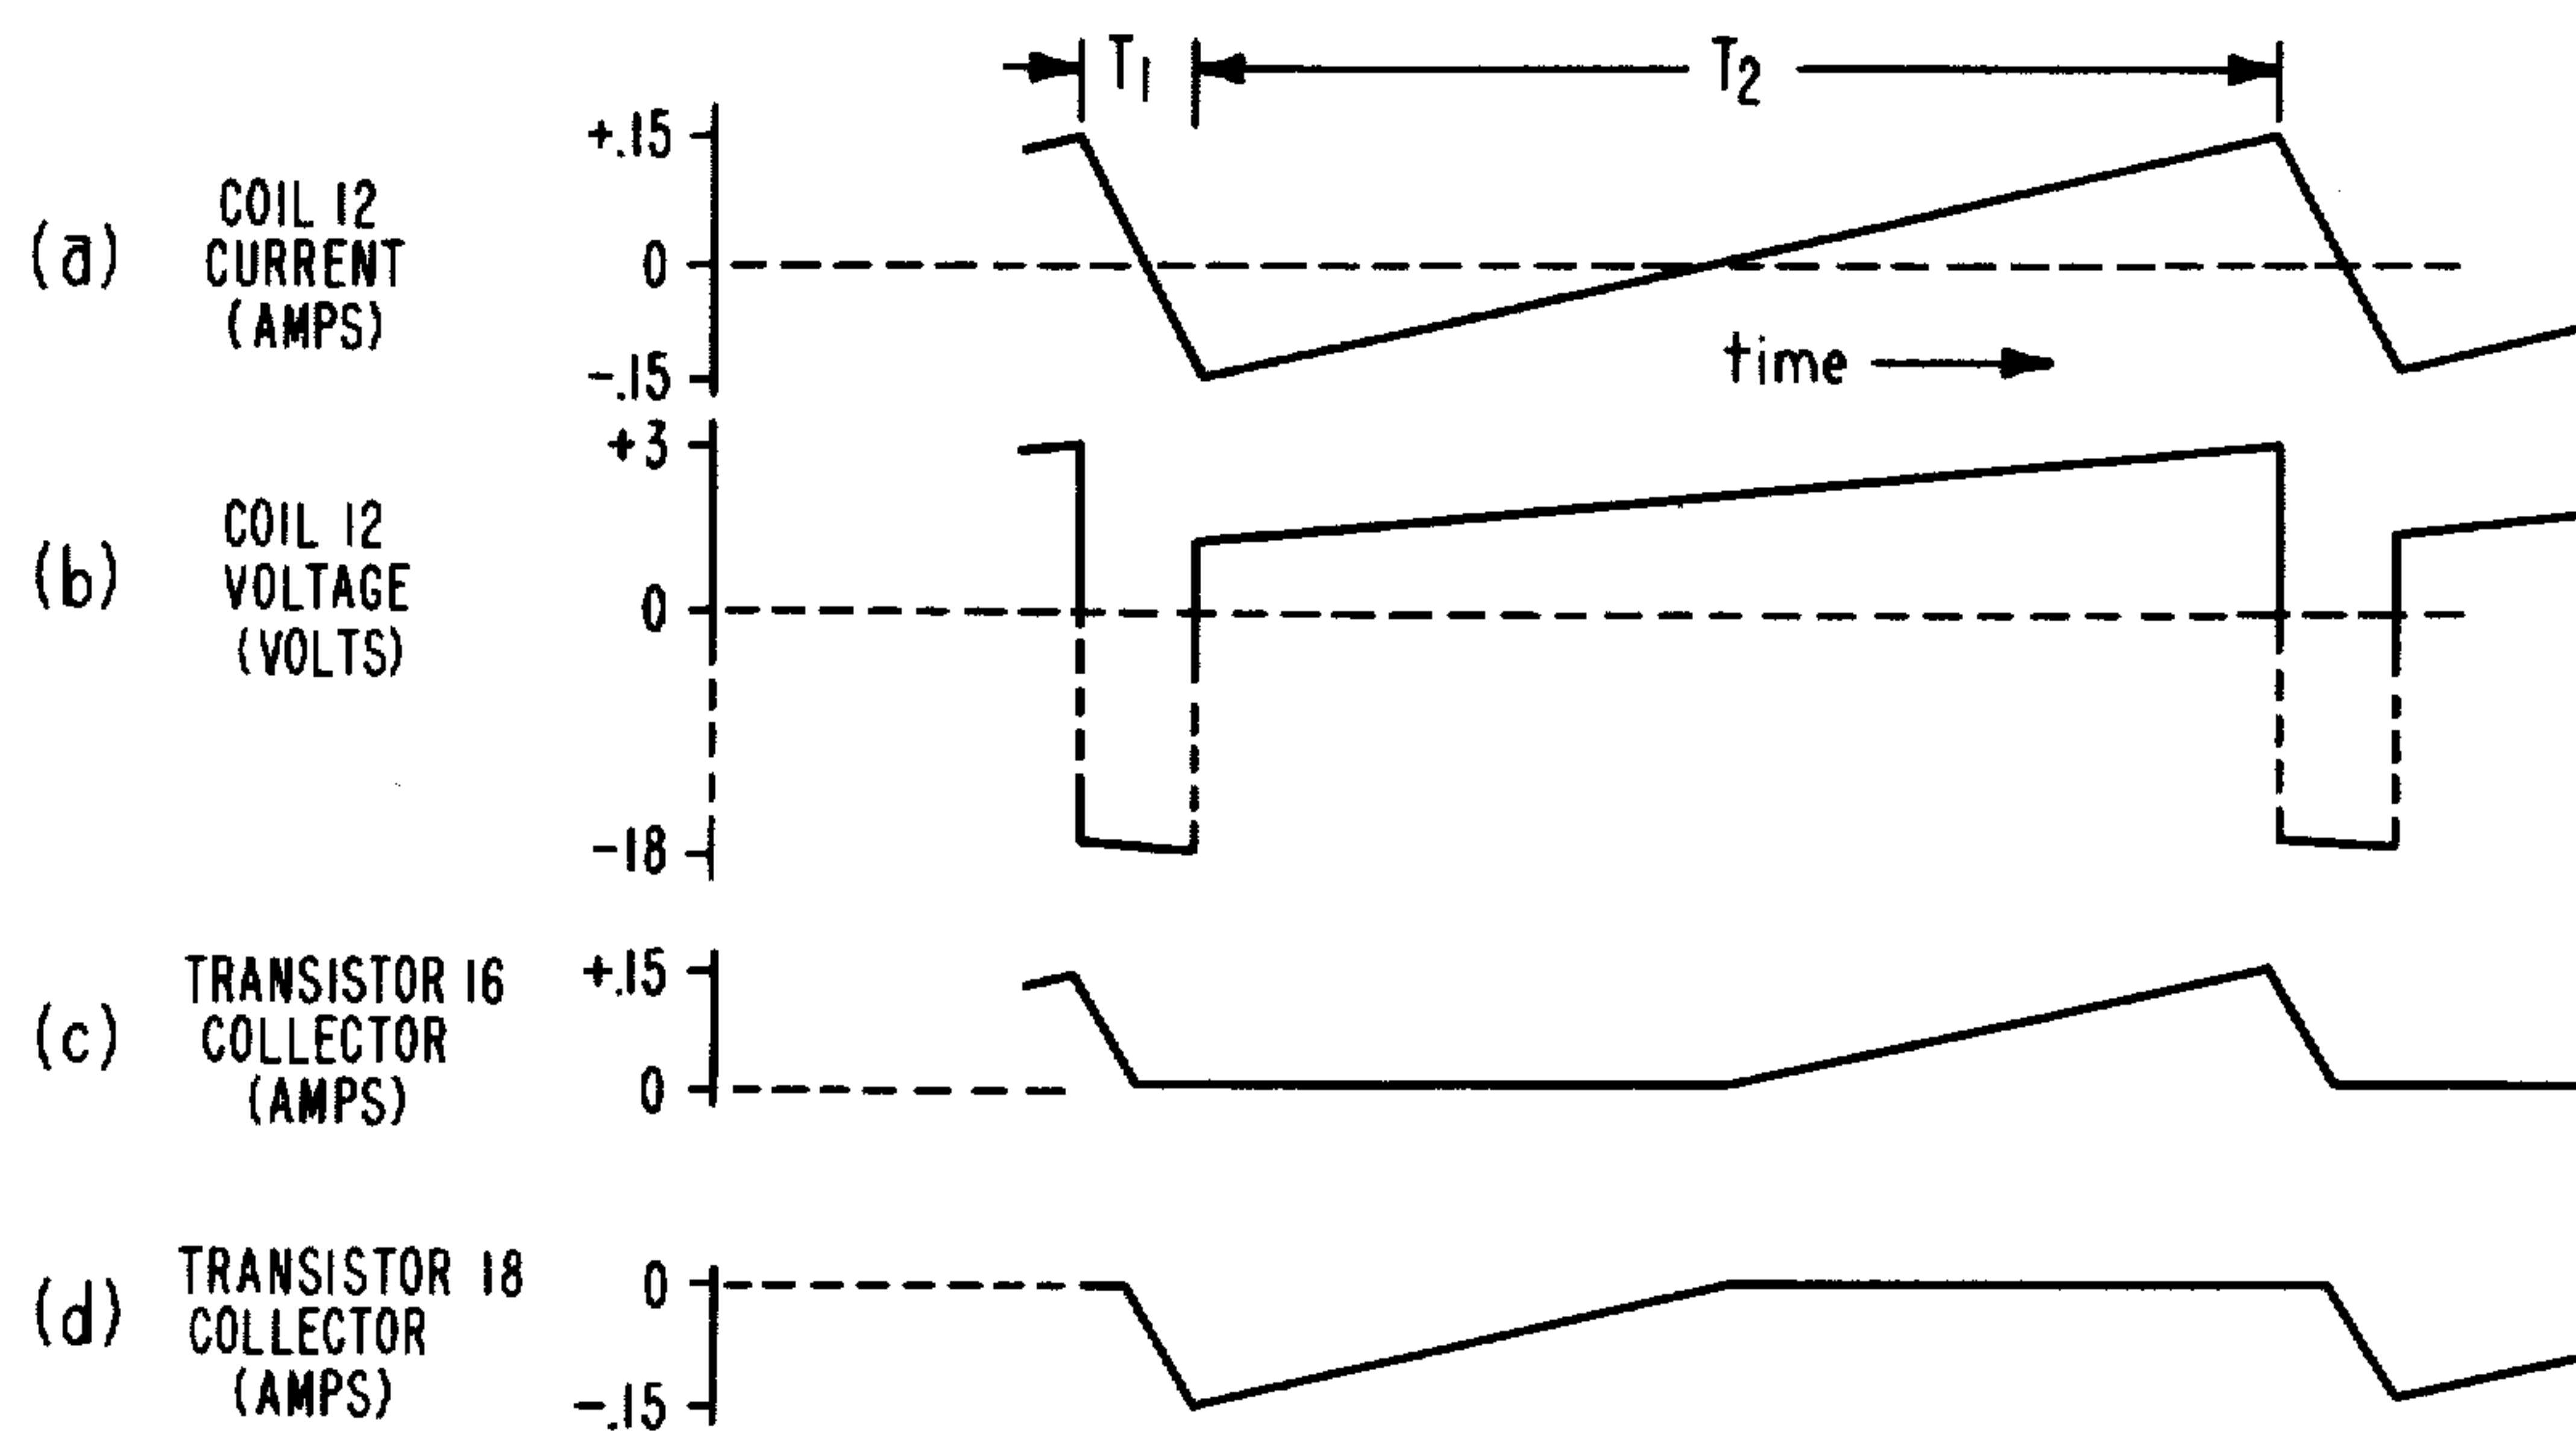 T1 T2
(a) COIL 12
CURRENT
(AMPS)
+.15
0
-.15
time
(b) COIL 12
VOLTAGE
(VOLTS)
+3
0
-18
(c) TRANSISTOR 16
COLLECTOR
(AMPS)
+.15
0
(d) TRANSISTOR 18
COLLECTOR
(AMPS)
0
-.15